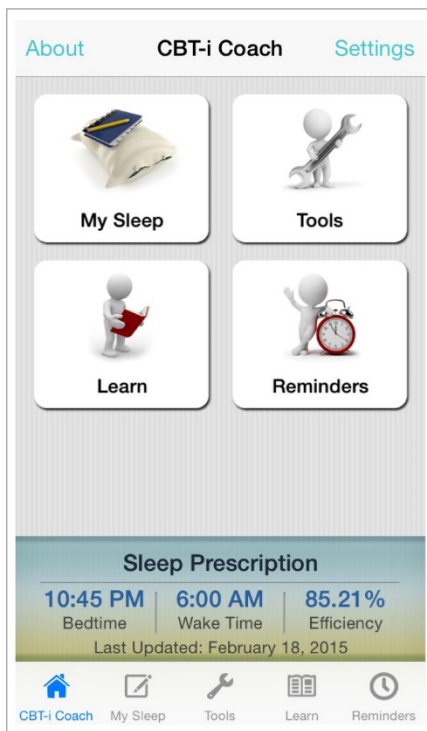 About CBT-i Coach Settings
My Sleep Tools
Learn Reminders
Sleep Prescription
10:45 PM 6:00 AM 85.21%
Bedtime Wake Time Efficiency
Last Updated: February 18, 2015
CBT-i Coach My Sleep Tools Learn Reminders